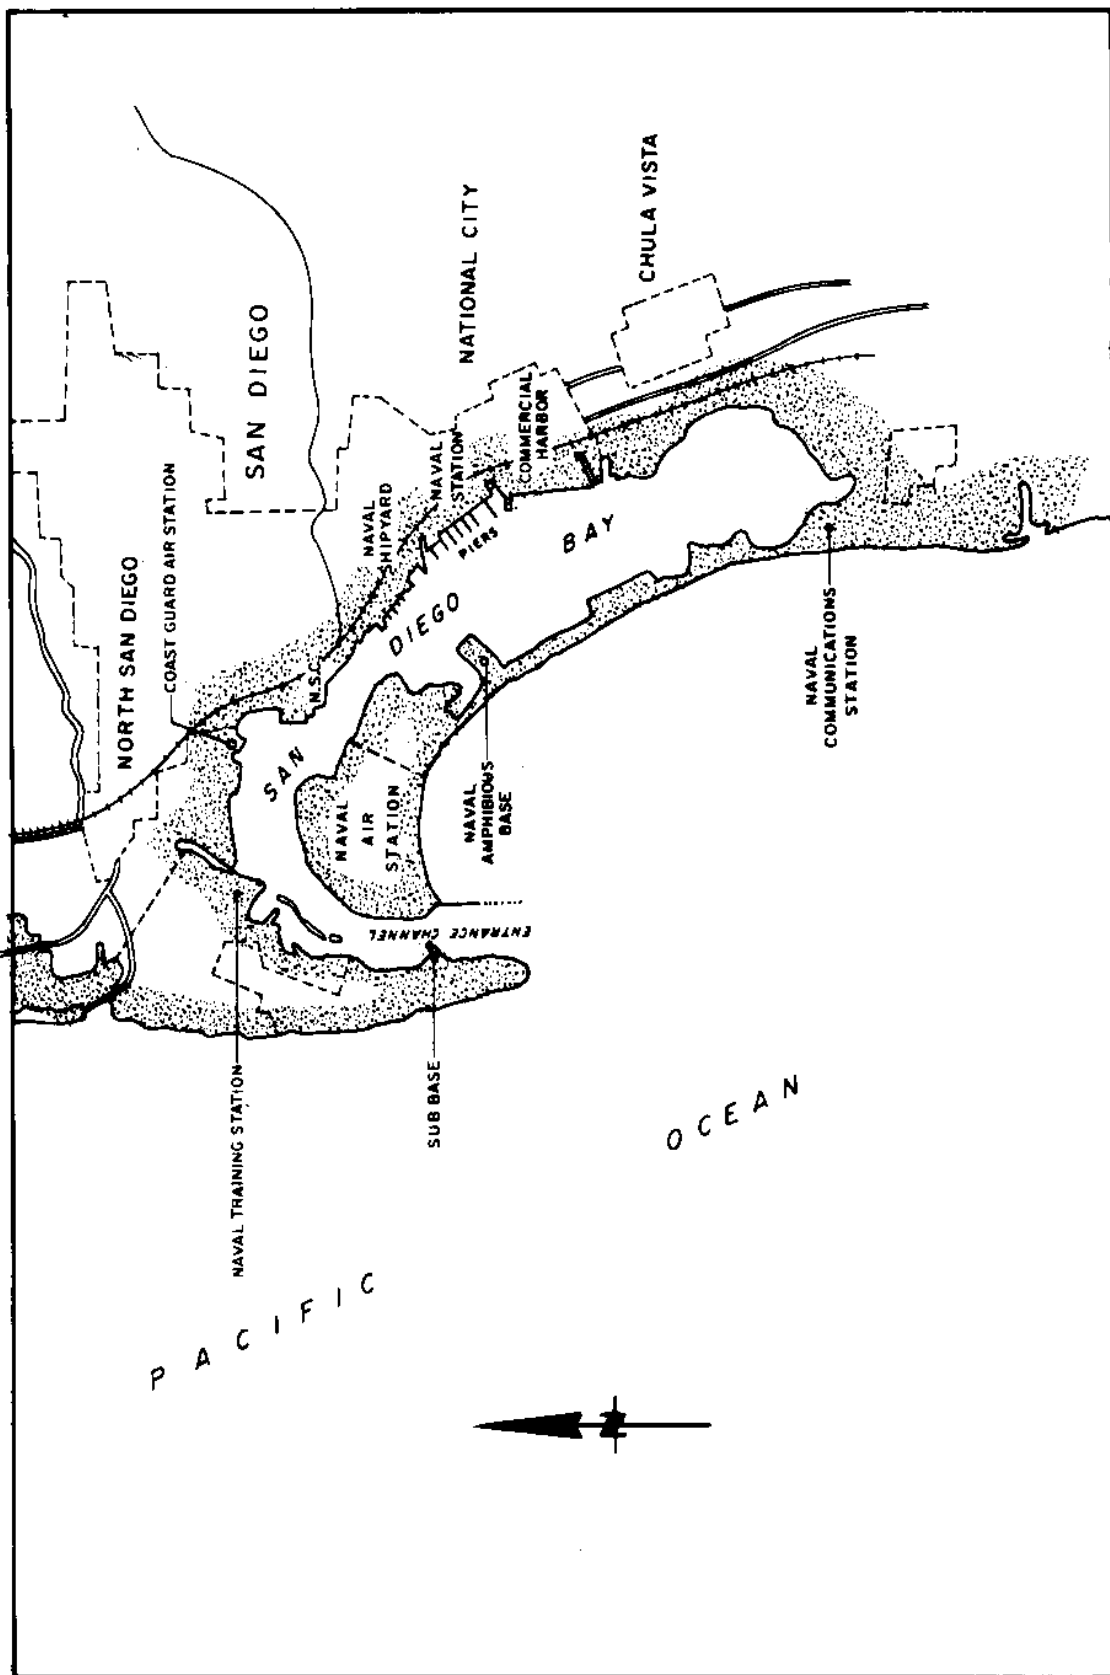 NORTH SAN DIEGO
COAST GUARD AIR STATION
SAN DIEGO
NATIONAL CITY
CHULA VISTA
NAVAL
SHIPYARD
NAVAL
STATION
COMMERCIAL
HARBOR
PIERS
N.S.C.
SAN DIEGO BAY
NAVAL
AIR
STATION
NAVAL
AMPHIBIOUS
BASE
NAVAL
COMMUNICATIONS
STATION
ENTRANCE CHANNEL
NAVAL TRAINING STATION
SUB BASE
PACIFIC OCEAN
N